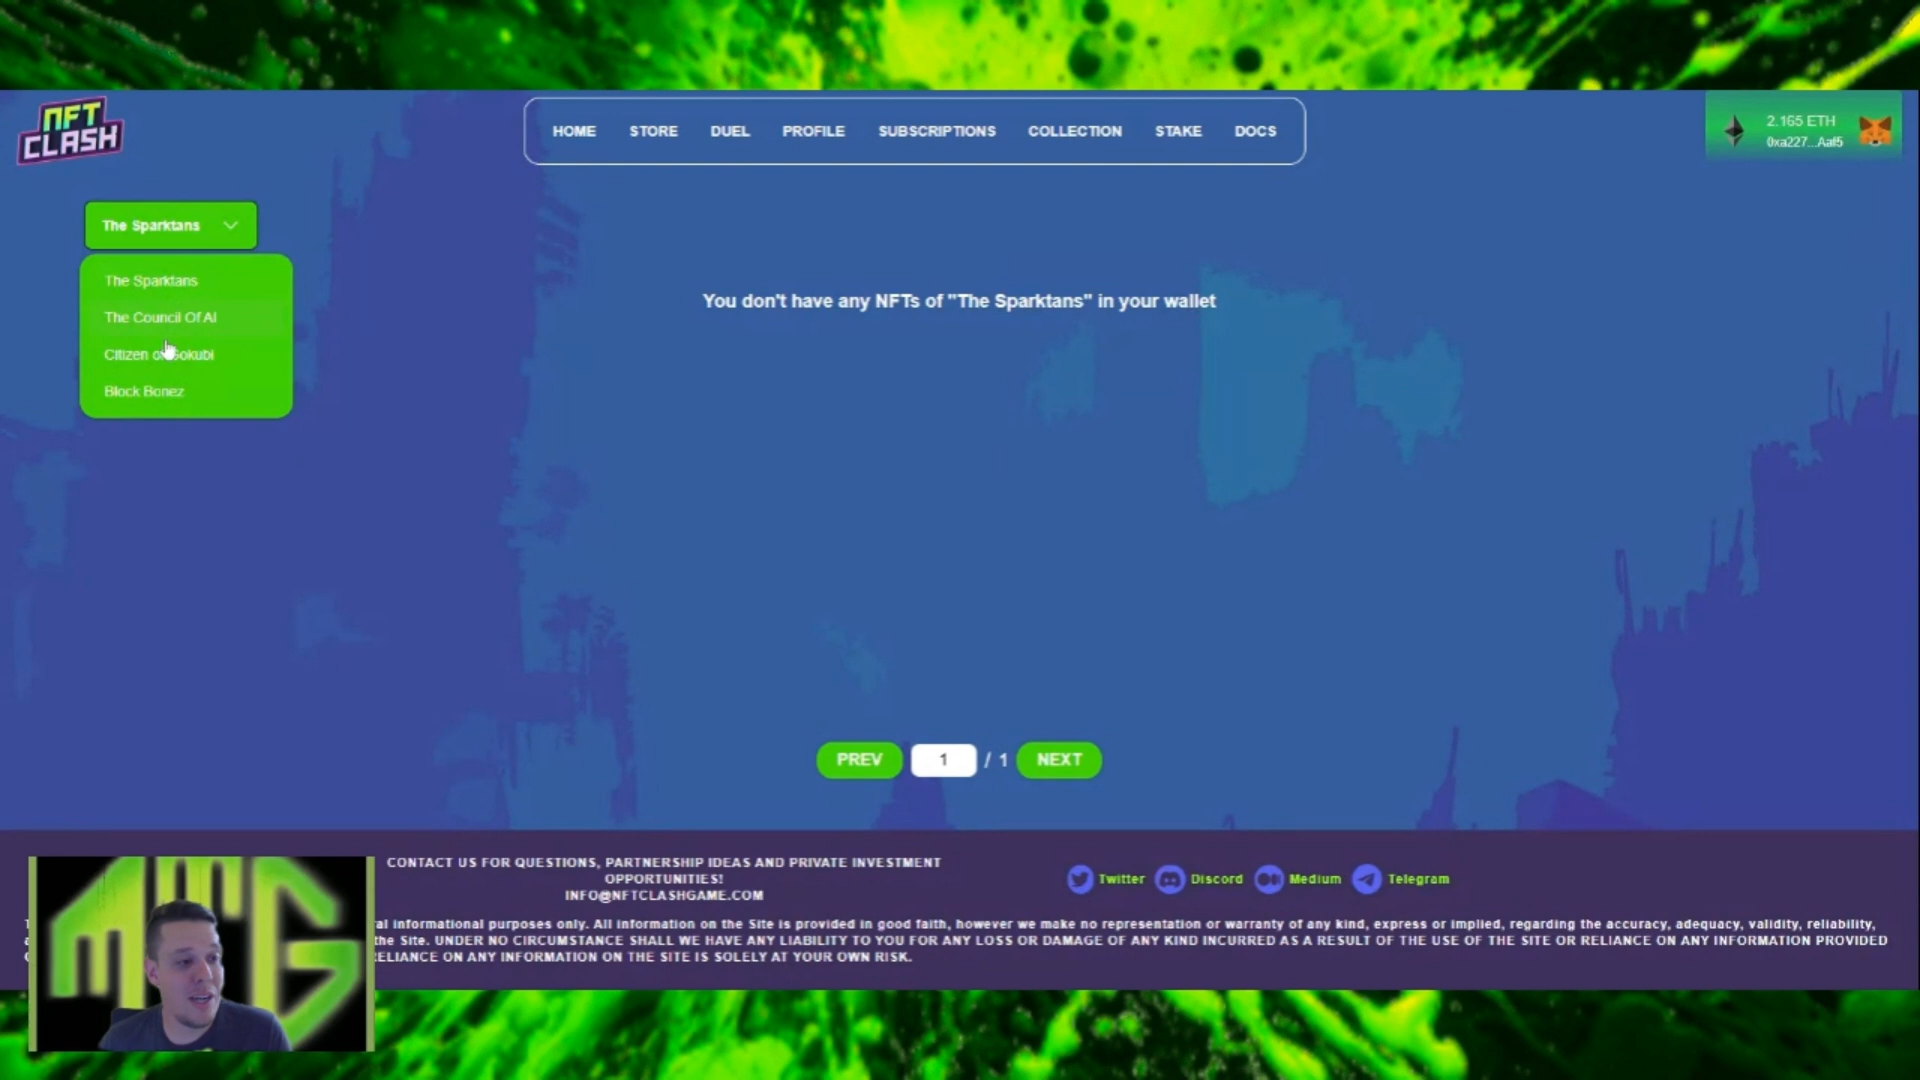 NFT
CLASH
HOME STORE DUEL PROFILE SUBSCRIPTIONS COLLECTION STAKE DOCS
2.165 ETH
0xa227...Aaf5
The Sparktans
The Sparktans
The Council Of AI
Citizen of Gokubi
Block Bonez
You don't have any NFTs of "The Sparktans" in your wallet
PREV 1 / 1 NEXT
CONTACT US FOR QUESTIONS, PARTNERSHIP IDEAS AND PRIVATE INVESTMENT
OPPORTUNITIES!
INFO@NFTCLASHGAME.COM
Twitter Discord Medium Telegram
al informational purposes only. All information on the Site is provided in good faith, however we make no representation or warranty of any kind, express or implied, regarding the accuracy, adequacy, validity, reliability,
the Site. UNDER NO CIRCUMSTANCE SHALL WE HAVE ANY LIABILITY TO YOU FOR ANY LOSS OR DAMAGE OF ANY KIND INCURRED AS A RESULT OF THE USE OF THE SITE OR RELIANCE ON ANY INFORMATION PROVIDED
ELIANCE ON ANY INFORMATION ON THE SITE IS SOLELY AT YOUR OWN RISK.